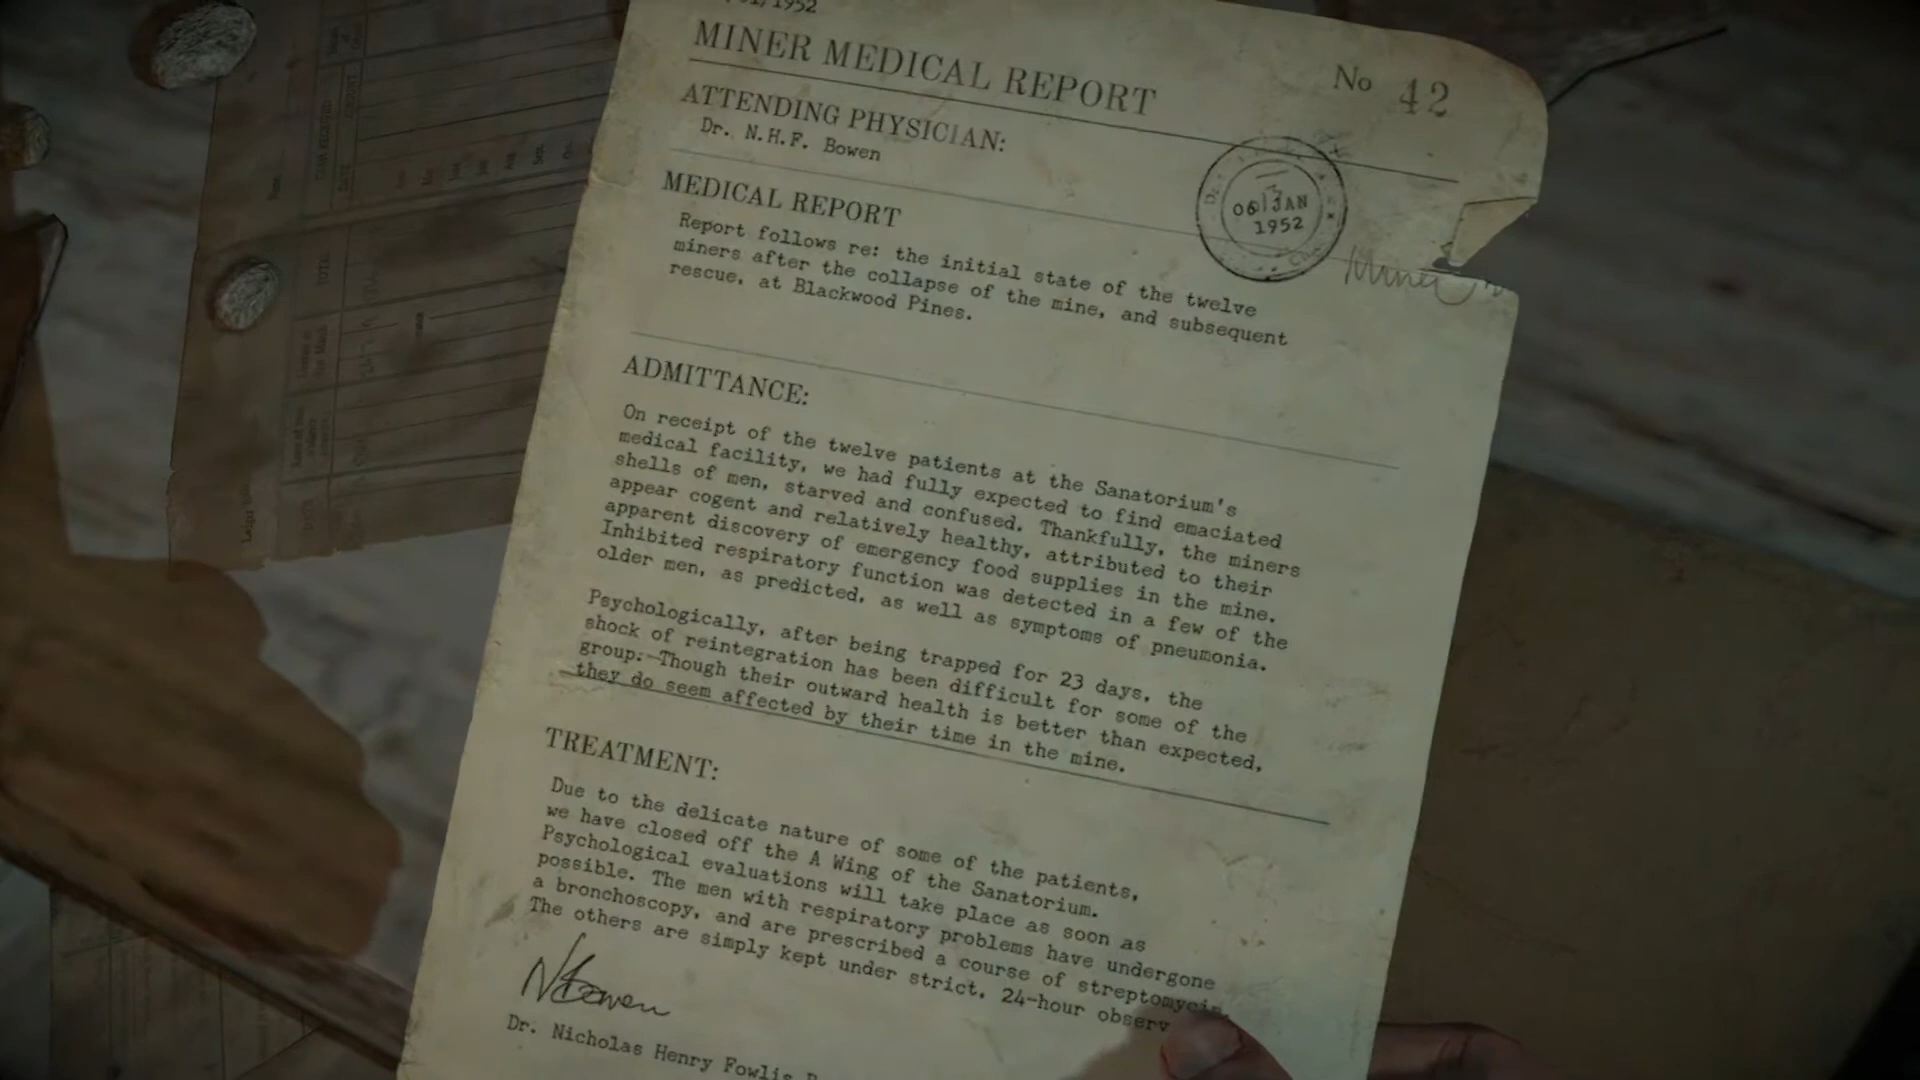 /1952
MINER MEDICAL REPORT
No 42
ATTENDING PHYSICIAN:
Dr. N.H.F. Bowen
06 JAN
1952
MEDICAL REPORT
Report follows re: the initial state of the twelve
miners after the collapse of the mine, and subsequent
rescue, at Blackwood Pines.
ADMITTANCE:
On receipt of the twelve patients at the Sanatorium's
medical facility, we had fully expected to find emaciated
shells of men, starved and confused. Thankfully, the miners
appear cogent and relatively healthy, attributed to their
apparent discovery of emergency food supplies in the mine.
Inhibited respiratory function was detected in a few of the
older men, as predicted, as well as symptoms of pneumonia.
Psychologically, after being trapped for 23 days, the
shock of reintegration has been difficult for some of the
group. Though their outward health is better than expected,
they do seem affected by their time in the mine.
TREATMENT:
Due to the delicate nature of some of the patients,
we have closed off the A Wing of the Sanatorium.
Psychological evaluations will take place as soon as
possible. The men with respiratory problems have undergone
a bronchoscopy, and are prescribed a course of streptomycin.
The others are simply kept under strict, 24-hour observ
NBowen
Dr. Nicholas Henry Fowlis B
TOTAL
DATE